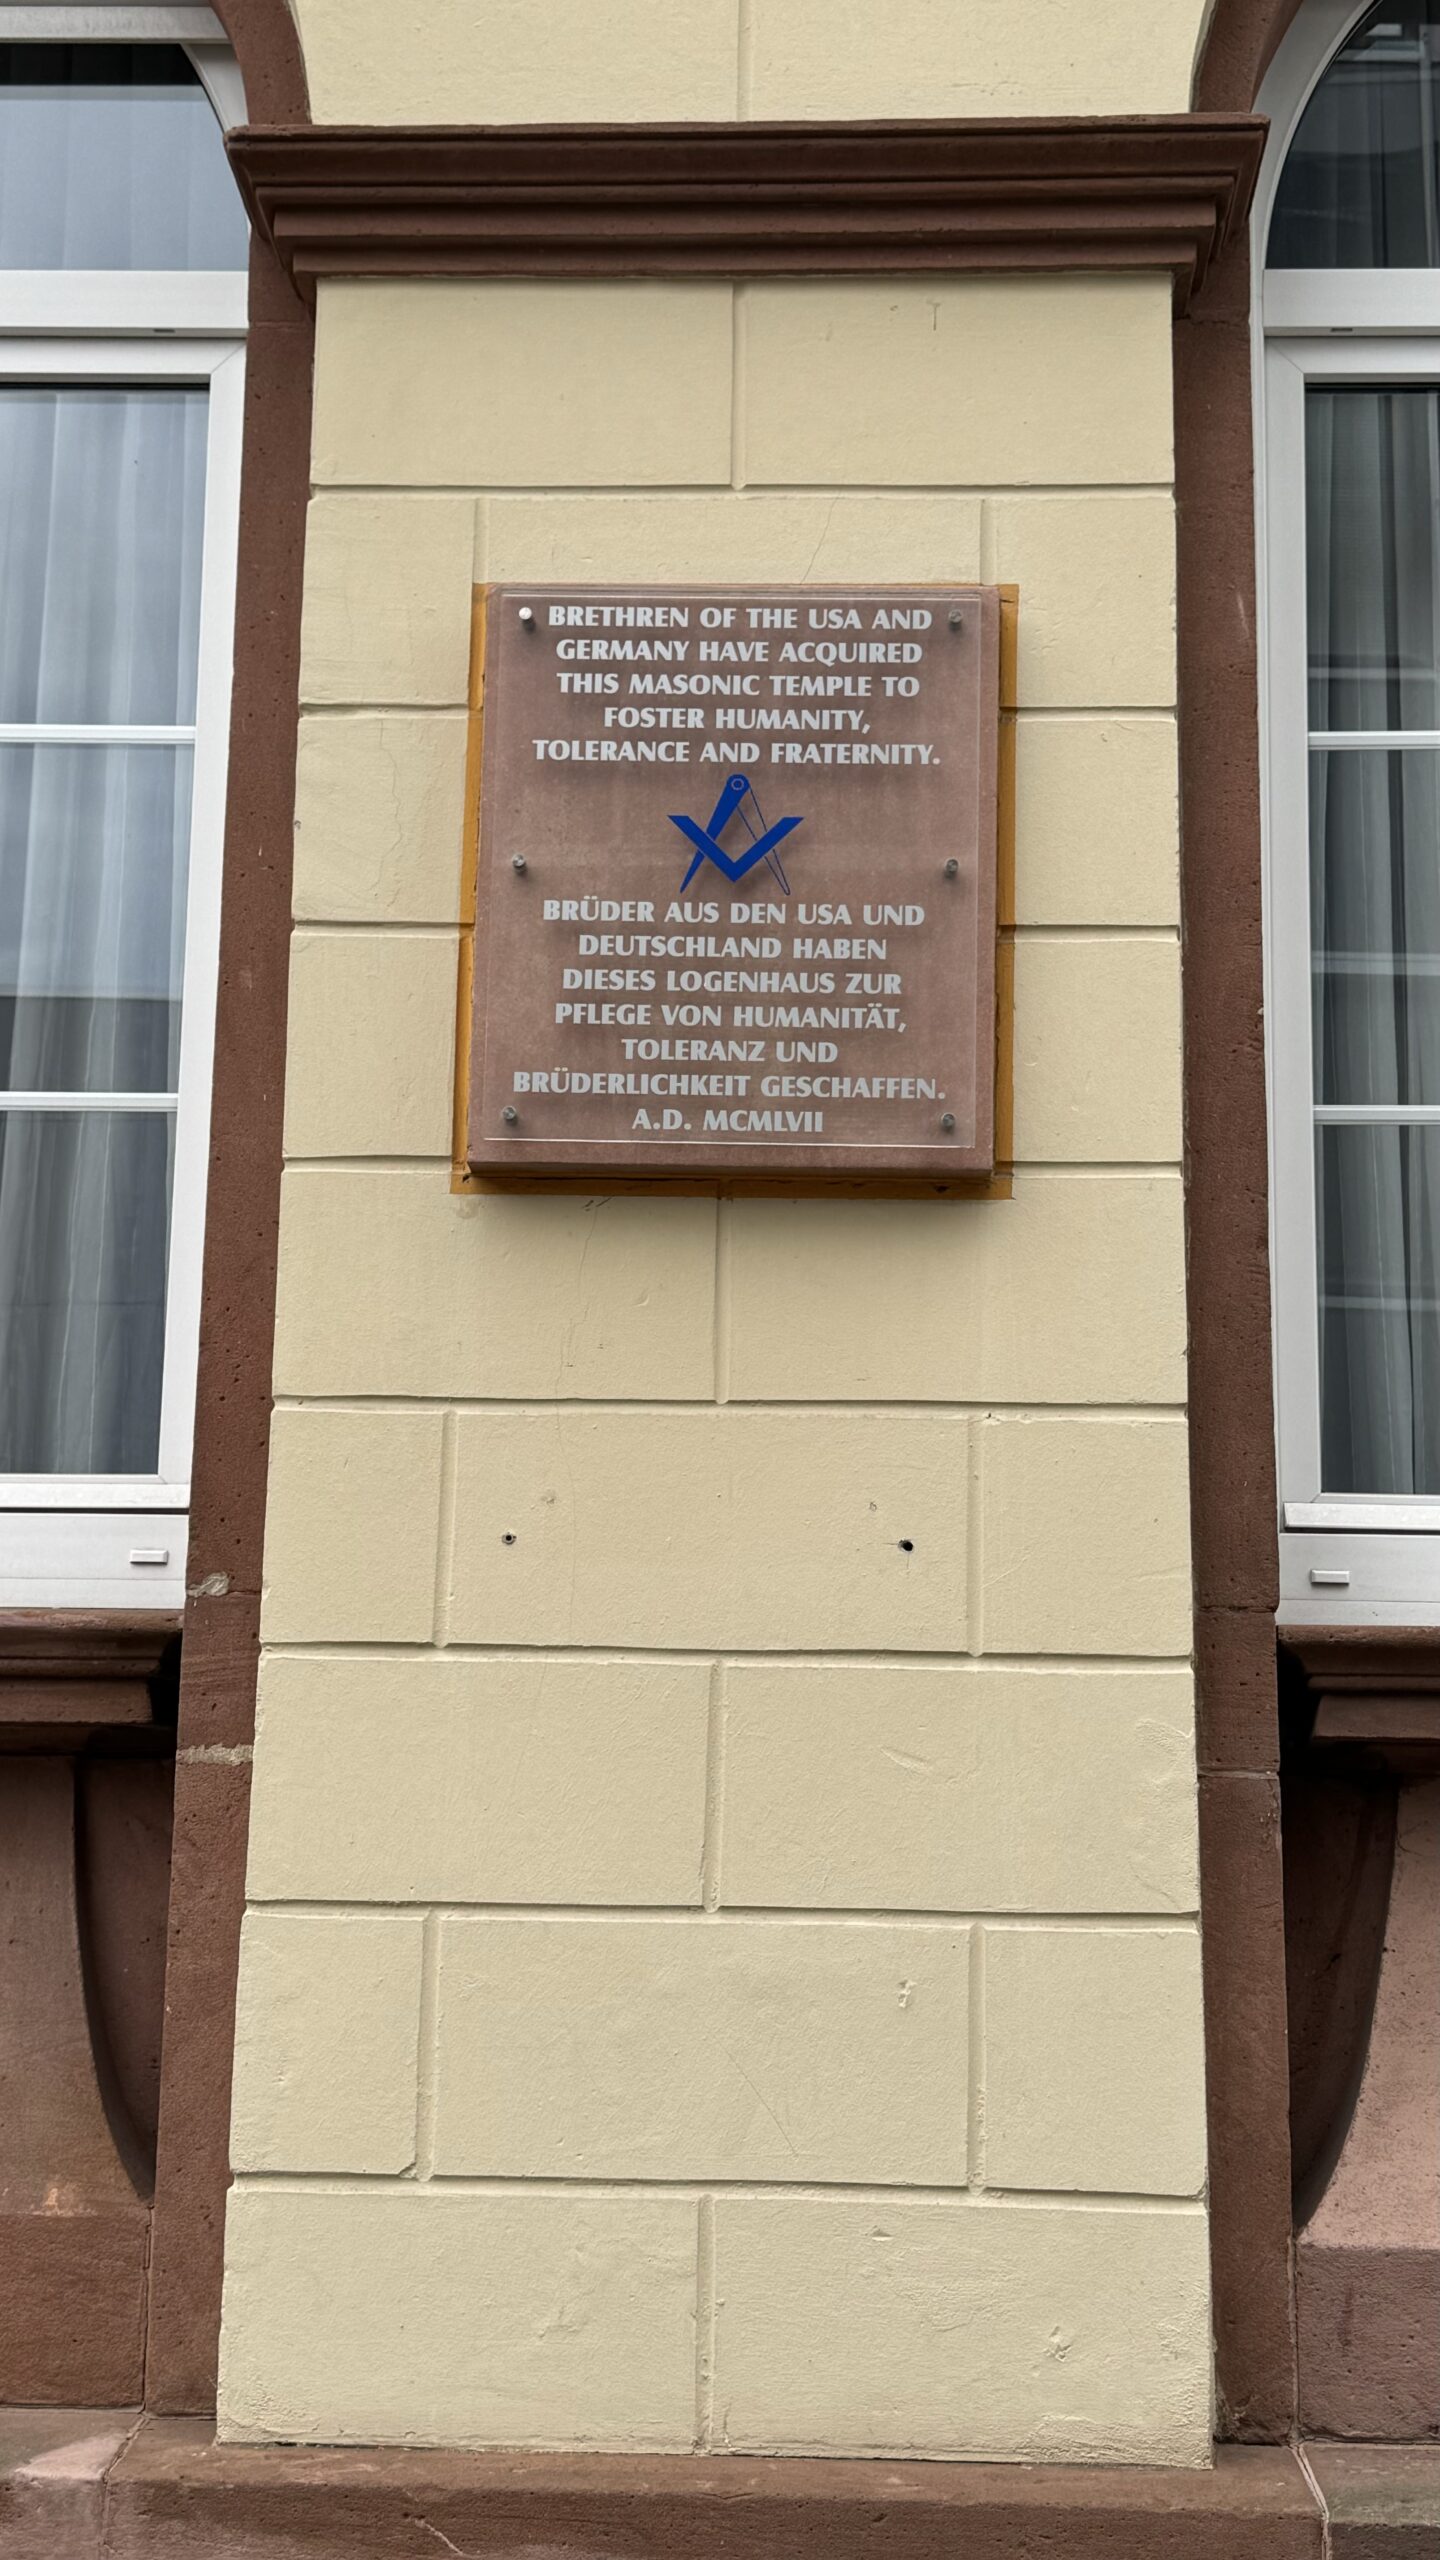 BRETHREN OF THE USA AND
GERMANY HAVE ACQUIRED
THIS MASONIC TEMPLE TO
FOSTER HUMANITY,
TOLERANCE AND FRATERNITY.
BRÜDER AUS DEN USA UND
DEUTSCHLAND HABEN
DIESES LOGENHAUS ZUR
PFLEGE VON HUMANITÄT,
TOLERANZ UND
BRÜDERLICHKEIT GESCHAFFEN.
A.D. MCMLVII